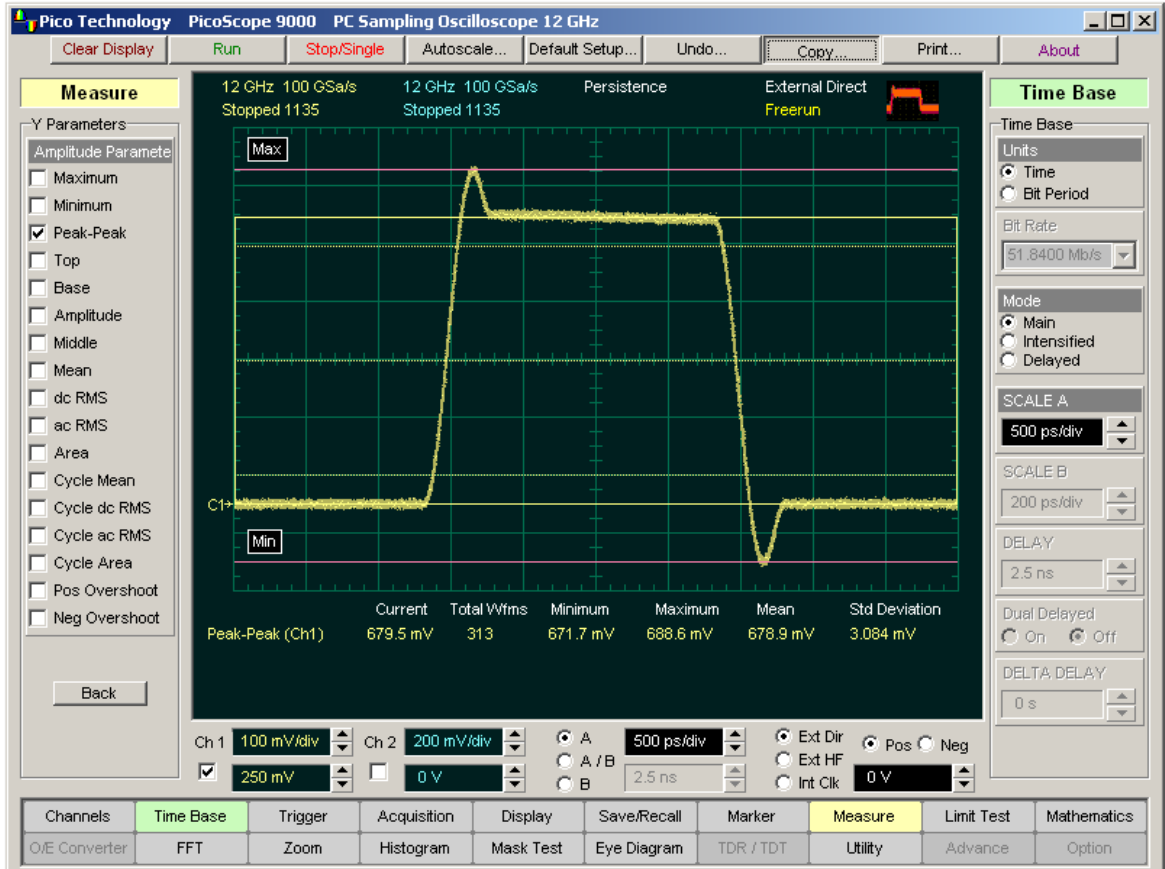 Pico Technology PicoScope 9000 PC Sampling Oscilloscope 12 GHz
Clear Display Run Stop/Single Autoscale... Default Setup... Undo... Copy... Print... About
Measure
Y Parameters
Amplitude Paramete
Maximum
Minimum
Peak-Peak
Top
Base
Amplitude
Middle
Mean
dc RMS
ac RMS
Area
Cycle Mean
Cycle dc RMS
Cycle ac RMS
Cycle Area
Pos Overshoot
Neg Overshoot
Back
12 GHz 100 GSa/s 12 GHz 100 GSa/s Persistence External Direct
Stopped 1135 Stopped 1135 Freerun
Max
C1
Min
Current Total Wfms Minimum Maximum Mean Std Deviation
Peak-Peak (Ch1) 679.5 mV 313 671.7 mV 688.6 mV 678.9 mV 3.084 mV
Time Base
Time Base
Units
Time
Bit Period
Bit Rate
51.8400 Mb/s
Mode
Main
Intensified
Delayed
SCALE A
500 ps/div
SCALE B
200 ps/div
DELAY
2.5 ns
Dual Delayed
On Off
DELTA DELAY
0 s
Ch 1 100 mV/div Ch 2 200 mV/div A 500 ps/div Ext Dir Pos Neg
A / B Ext HF
250 mV 0 V B 2.5 ns Int Clk 0 V
Channels Time Base Trigger Acquisition Display Save/Recall Marker Measure Limit Test Mathematics
O/E Converter FFT Zoom Histogram Mask Test Eye Diagram TDR / TDT Utility Advance Option